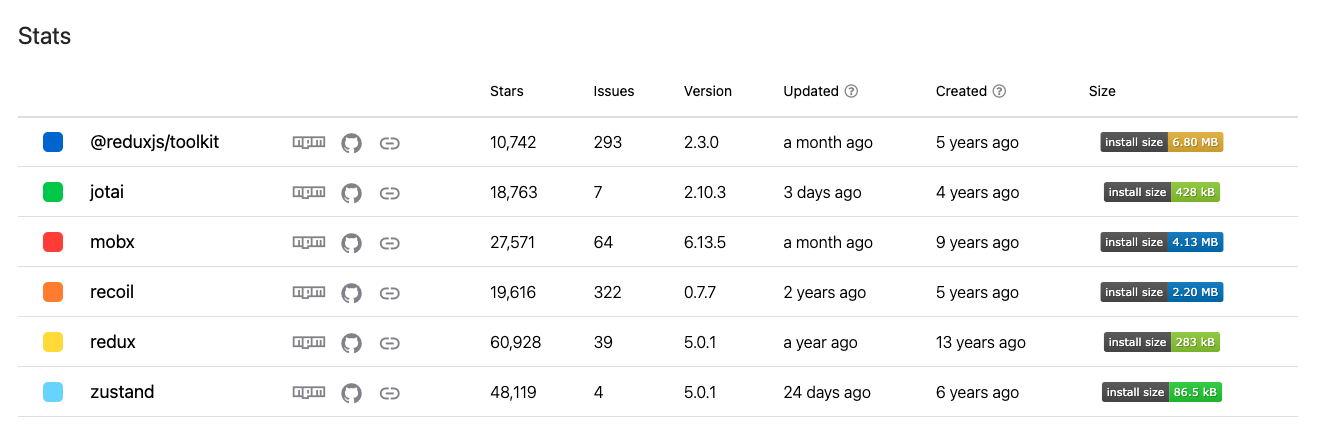 Stats
Stars Issues Version Updated ? Created ? Size
@reduxjs/toolkit npm 10,742 293 2.3.0 a month ago 5 years ago install size 6.80 MB
jotai npm 18,763 7 2.10.3 3 days ago 4 years ago install size 428 kB
mobx npm 27,571 64 6.13.5 a month ago 9 years ago install size 4.13 MB
recoil npm 19,616 322 0.7.7 2 years ago 5 years ago install size 2.20 MB
redux npm 60,928 39 5.0.1 a year ago 13 years ago install size 283 kB
zustand npm 48,119 4 5.0.1 24 days ago 6 years ago install size 86.5 kB